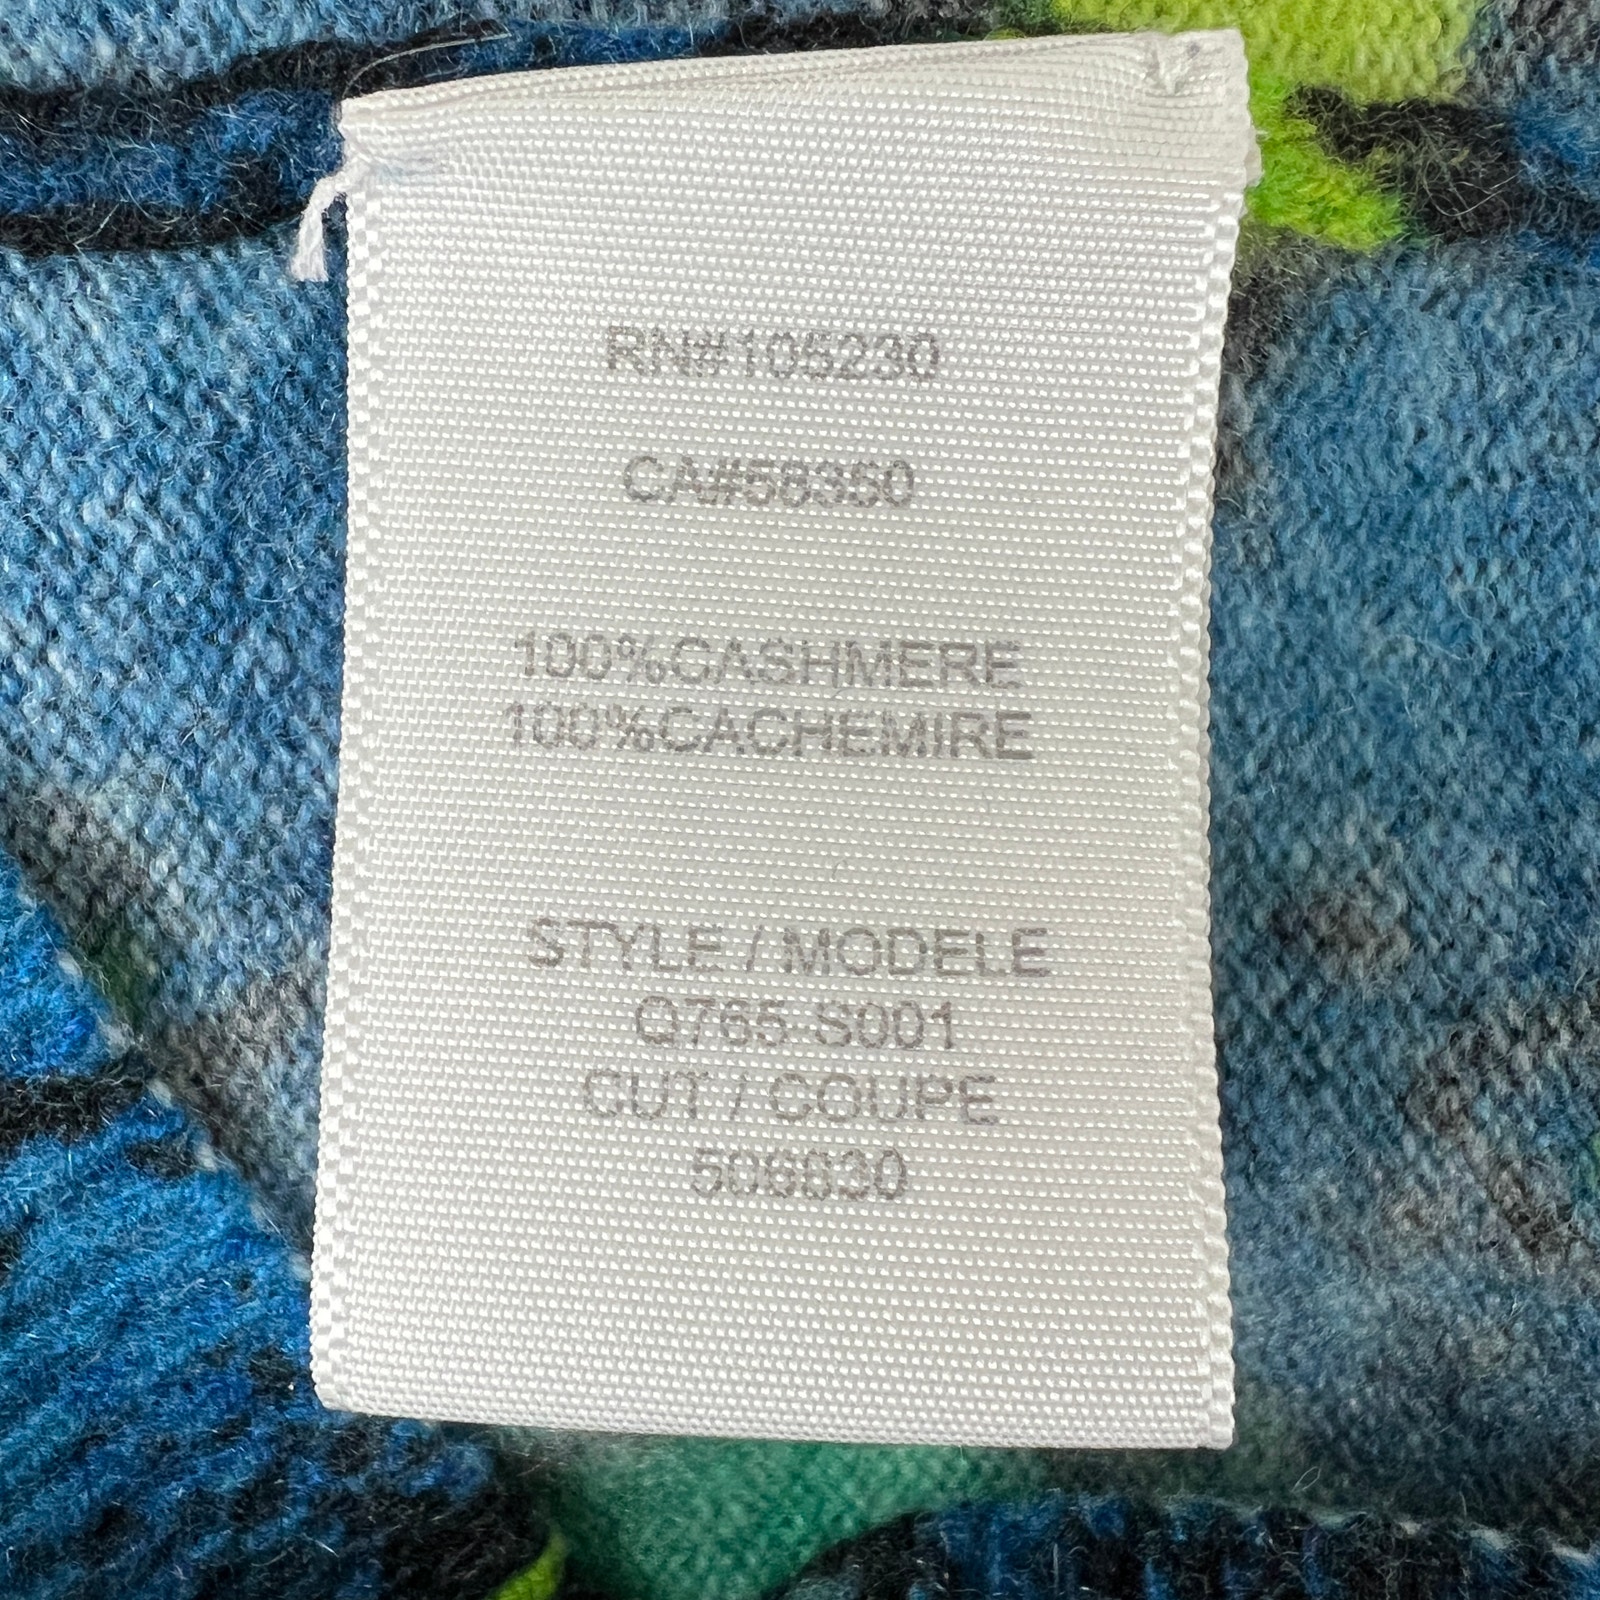 RN#105230
CA#58350
100%CASHMERE
100%CACHEMIRE
STYLE / MODELE
Q765-S001
CUT / COUPE
506830